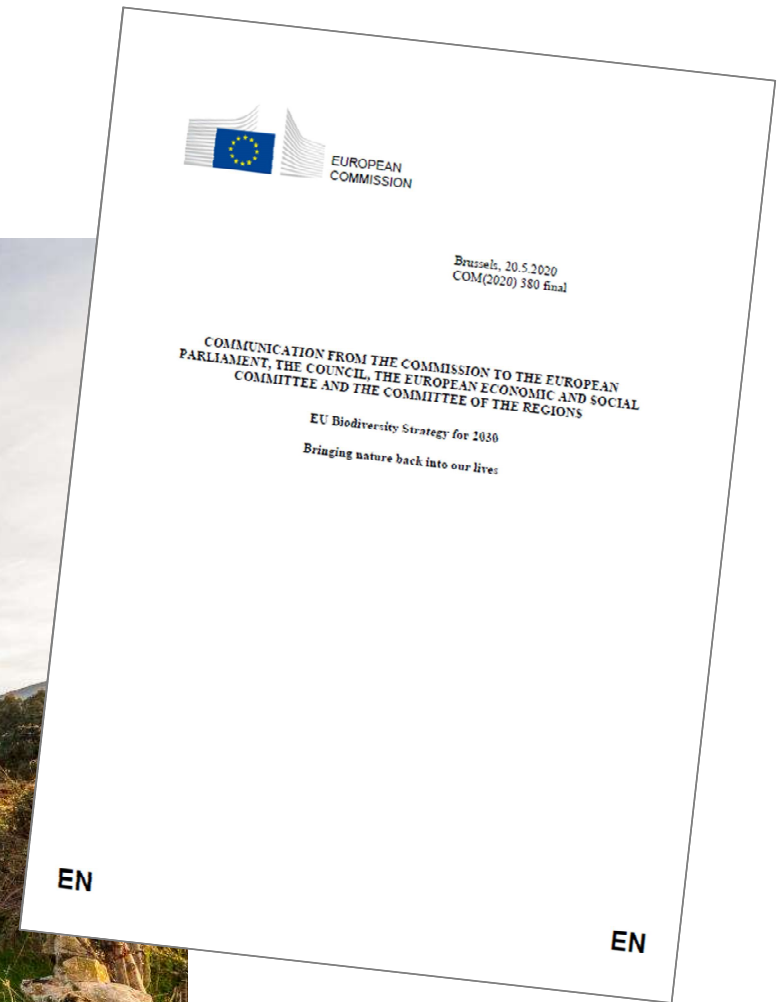 EUROPEAN
COMMISSION
Brussels, 20.5.2020
COM(2020) 380 final
COMMUNICATION FROM THE COMMISSION TO THE EUROPEAN
PARLIAMENT, THE COUNCIL, THE EUROPEAN ECONOMIC AND SOCIAL
COMMITTEE AND THE COMMITTEE OF THE REGIONS
EU Biodiversity Strategy for 2030
Bringing nature back into our lives
EN
EN